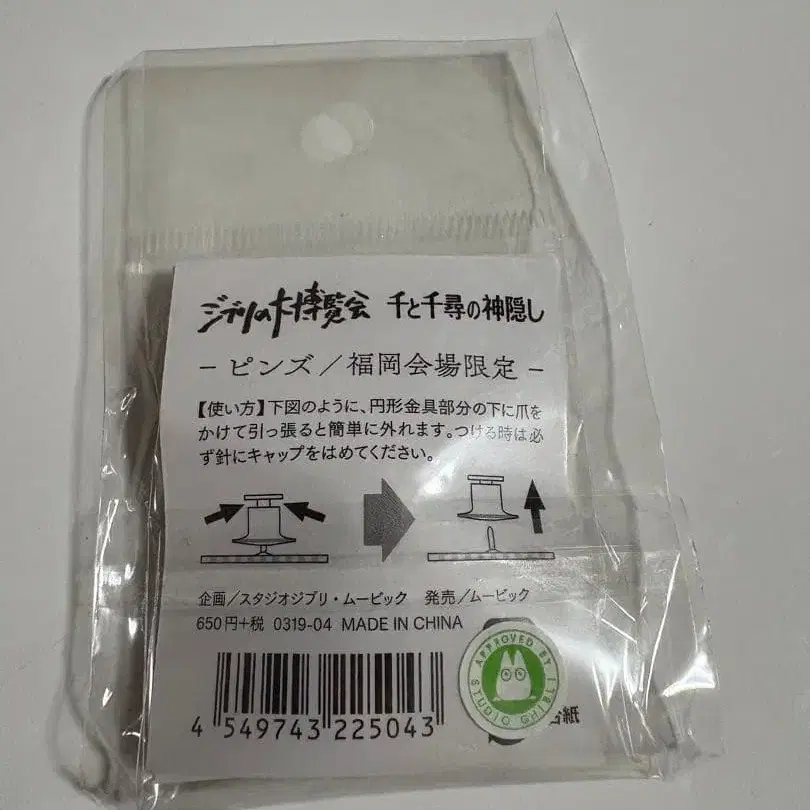 ジブリの大博覧会 千と千尋の神隠し
- ピンズ／福岡会場限定 -
【使い方】下図のように、円形金具部分の下に爪を
かけて引っ張ると簡単に外れます。つける時は必
ず針にキャップをはめてください。
企画／スタジオジブリ・ムービック 発売／ムービック
650円+税 0319-04 MADE IN CHINA
APPROVED BY STUDIO GHIBLI
4 549743 225043